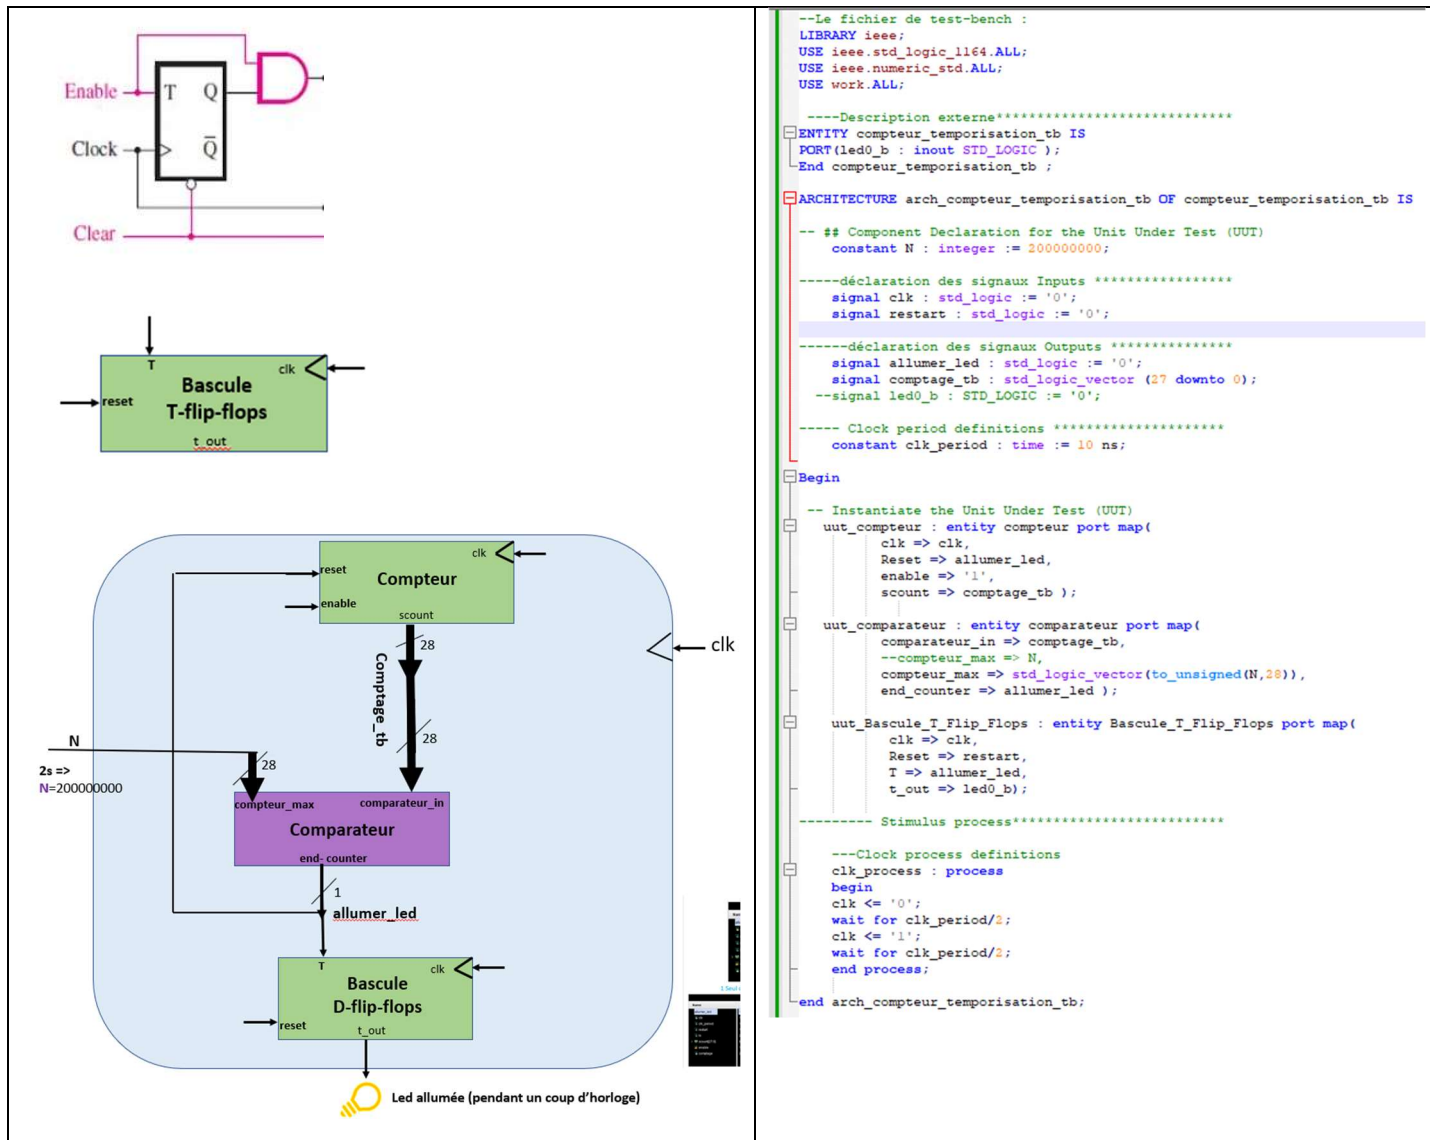 Enable
T
Q
Clock
Q
Clear
T
clk
Bascule
T-flip-flops
reset
t_out
clk
reset
Compteur
enable
scount
28
clk
Comptage_tb
28
N
28
2s =>
N=200000000
compteur_max
comparateur_in
Comparateur
end- counter
1
allumer_led
T
clk
Bascule
D-flip-flops
reset
t_out
Led allumée (pendant un coup d’horloge)
--Le fichier de test-bench :
LIBRARY ieee;
USE ieee.std_logic_1164.ALL;
USE ieee.numeric_std.ALL;
USE work.ALL;
----Description externe*****************************
ENTITY compteur_temporisation_tb IS
PORT(led0_b : inout STD_LOGIC );
End compteur_temporisation_tb ;
ARCHITECTURE arch_compteur_temporisation_tb OF compteur_temporisation_tb IS
-- ## Component Declaration for the Unit Under Test (UUT)
constant N : integer := 200000000;
-----déclaration des signaux Inputs *****************
signal clk : std_logic := '0';
signal restart : std_logic := '0';
------déclaration des signaux Outputs ***************
signal allumer_led : std_logic := '0';
signal comptage_tb : std_logic_vector (27 downto 0);
--signal led0_b : STD_LOGIC := '0';
----- Clock period definitions *********************
constant clk_period : time := 10 ns;
Begin
-- Instantiate the Unit Under Test (UUT)
uut_compteur : entity compteur port map(
clk => clk,
Reset => allumer_led,
enable => '1',
scount => comptage_tb );
uut_comparateur : entity comparateur port map(
comparateur_in => comptage_tb,
--compteur_max => N,
compteur_max => std_logic_vector(to_unsigned(N,28)),
end_counter => allumer_led );
uut_Bascule_T_Flip_Flops : entity Bascule_T_Flip_Flops port map(
clk => clk,
Reset => restart,
T => allumer_led,
t_out => led0_b);
--------- Stimulus process**************************
---Clock process definitions
clk_process : process
begin
clk <= '0';
wait for clk_period/2;
clk <= '1';
wait for clk_period/2;
end process;
end arch_compteur_temporisation_tb;